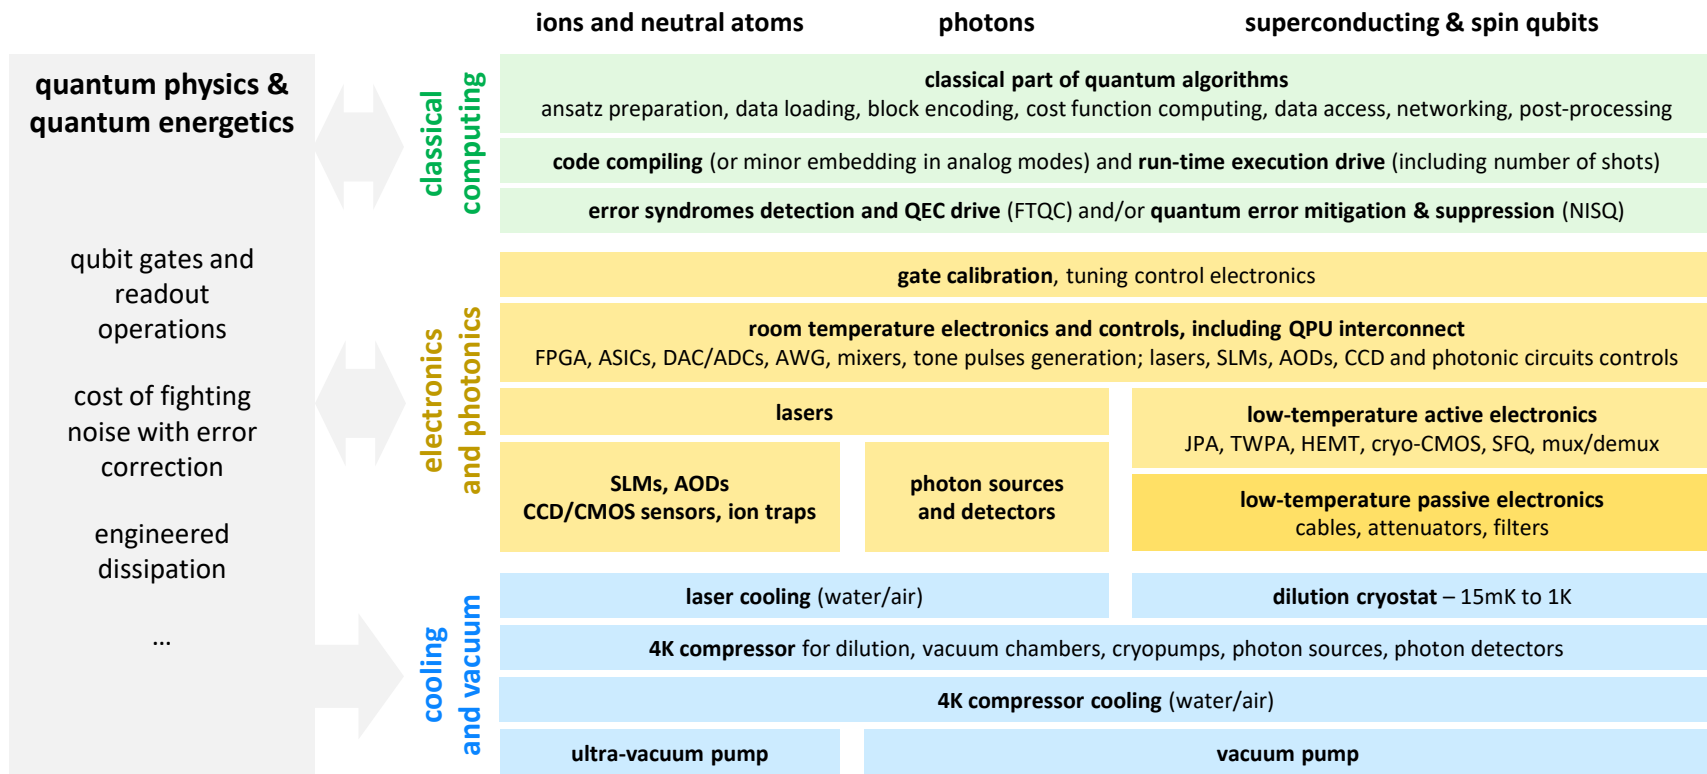 ions and neutral atoms
photons
superconducting & spin qubits
quantum physics &
quantum energetics
qubit gates and
readout
operations
cost of fighting
noise with error
correction
engineered
dissipation
...
classical
computing
classical part of quantum algorithms
ansatz preparation, data loading, block encoding, cost function computing, data access, networking, post-processing
code compiling (or minor embedding in analog modes) and run-time execution drive (including number of shots)
error syndromes detection and QEC drive (FTQC) and/or quantum error mitigation & suppression (NISQ)
electronics
and photonics
gate calibration, tuning control electronics
room temperature electronics and controls, including QPU interconnect
FPGA, ASICs, DAC/ADCs, AWG, mixers, tone pulses generation; lasers, SLMs, AODs, CCD and photonic circuits controls
lasers
SLMs, AODs
CCD/CMOS sensors, ion traps
photon sources
and detectors
low-temperature active electronics
JPA, TWPA, HEMT, cryo-CMOS, SFQ, mux/demux
low-temperature passive electronics
cables, attenuators, filters
cooling
and vacuum
laser cooling (water/air)
dilution cryostat – 15mK to 1K
4K compressor for dilution, vacuum chambers, cryopumps, photon sources, photon detectors
4K compressor cooling (water/air)
ultra-vacuum pump
vacuum pump